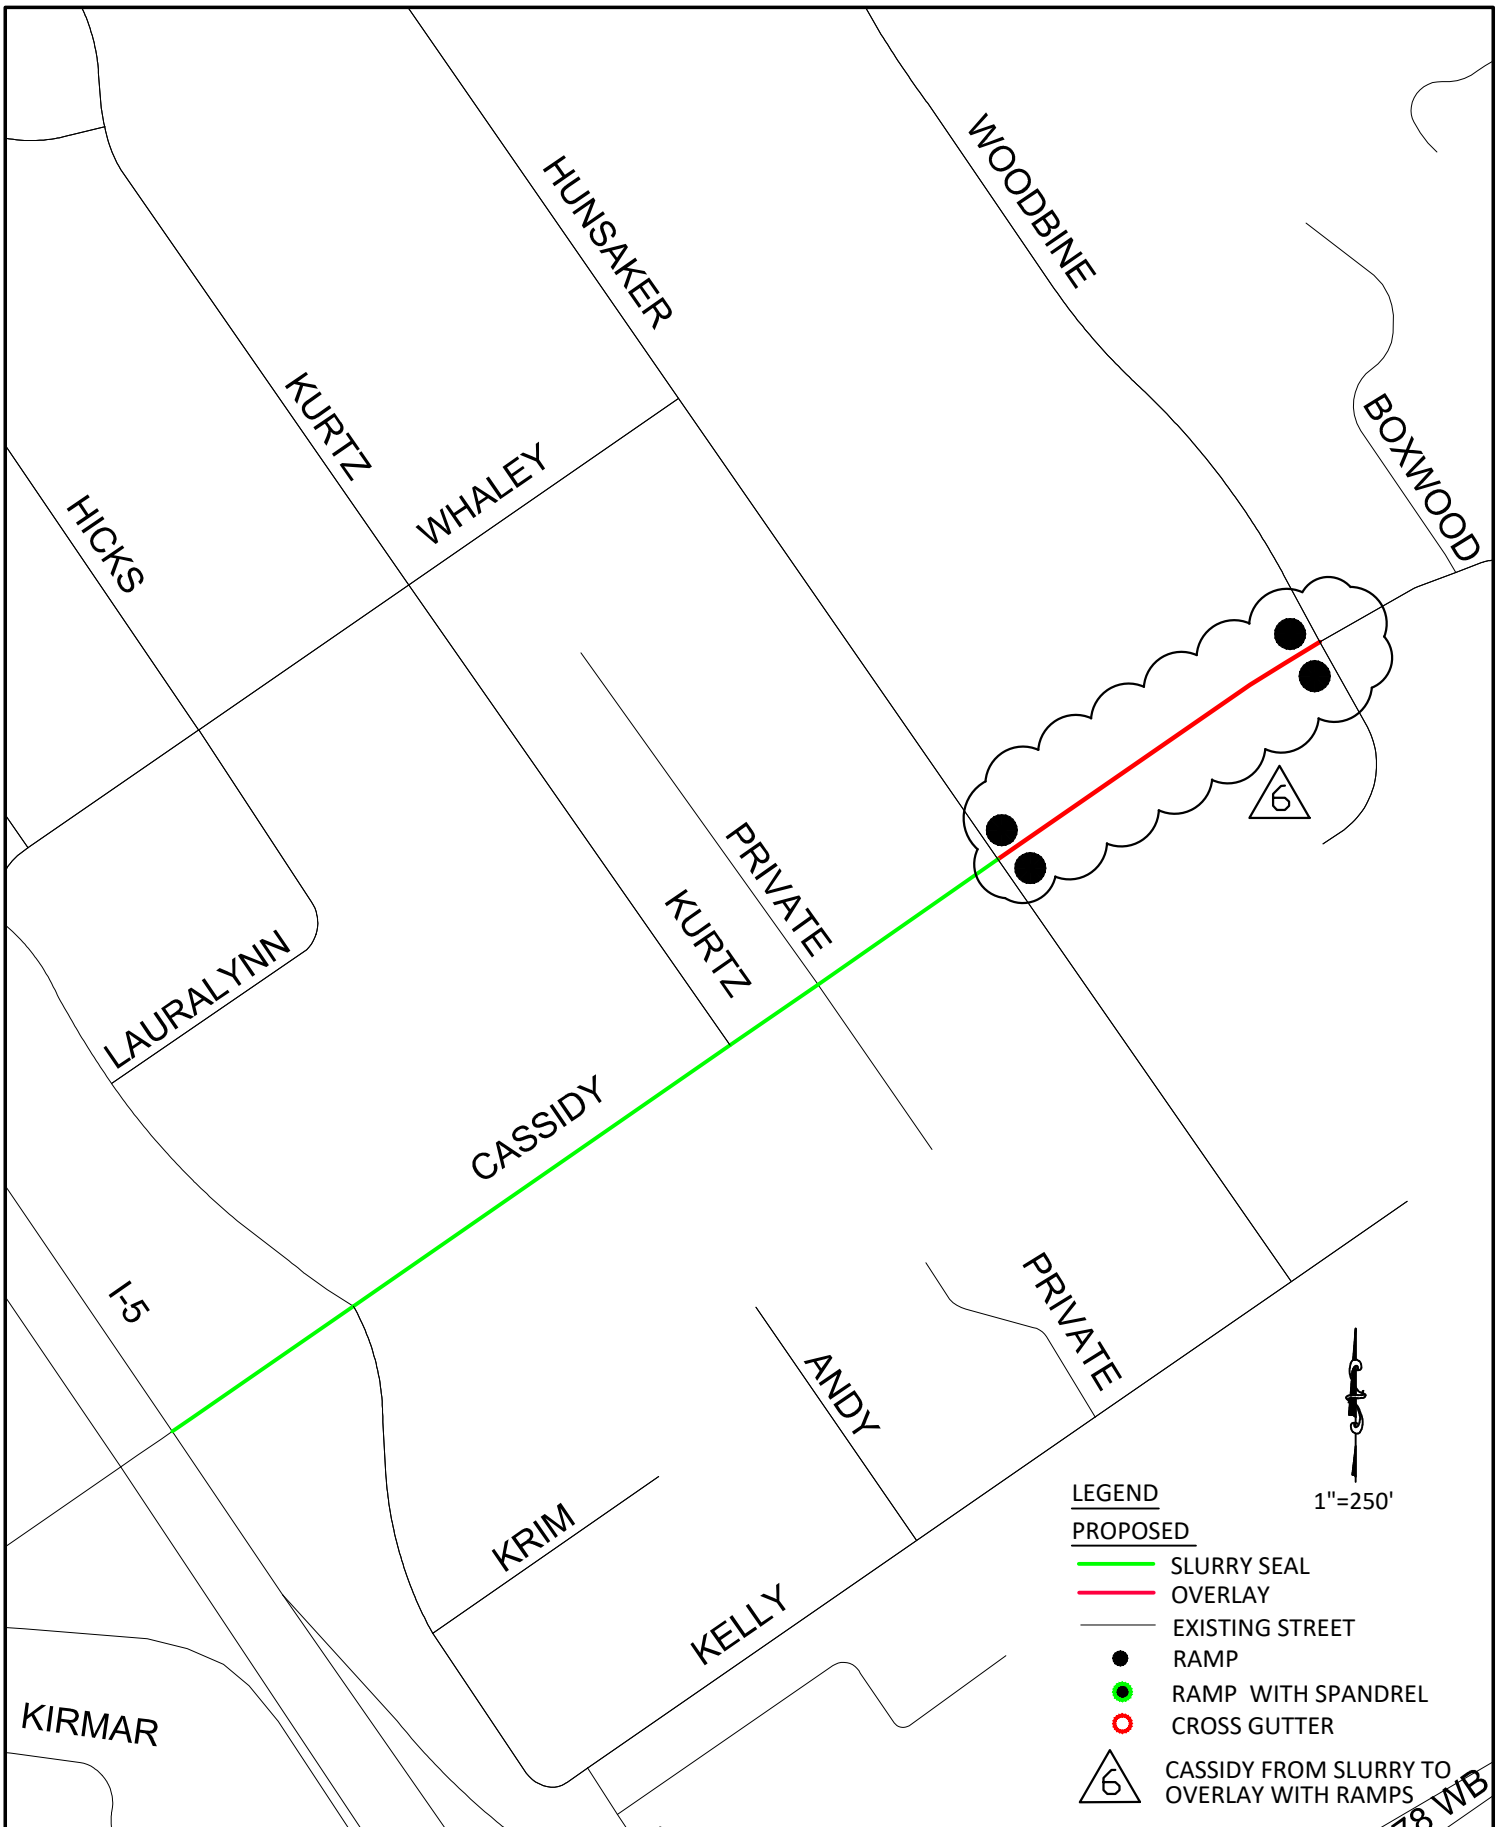 WOODBINE
HUNSAKER
KURTZ
BOXWOOD
WHALEY
HICKS
6
PRIVATE
KURTZ
LAURALYNN
CASSIDY
I-5
PRIVATE
ANDY
KRIM
KELLY
KIRMAR
1"=250'
LEGEND
PROPOSED
SLURRY SEAL
OVERLAY
EXISTING STREET
RAMP
RAMP WITH SPANDREL
CROSS GUTTER
6
CASSIDY FROM SLURRY TO
OVERLAY WITH RAMPS
78 WB